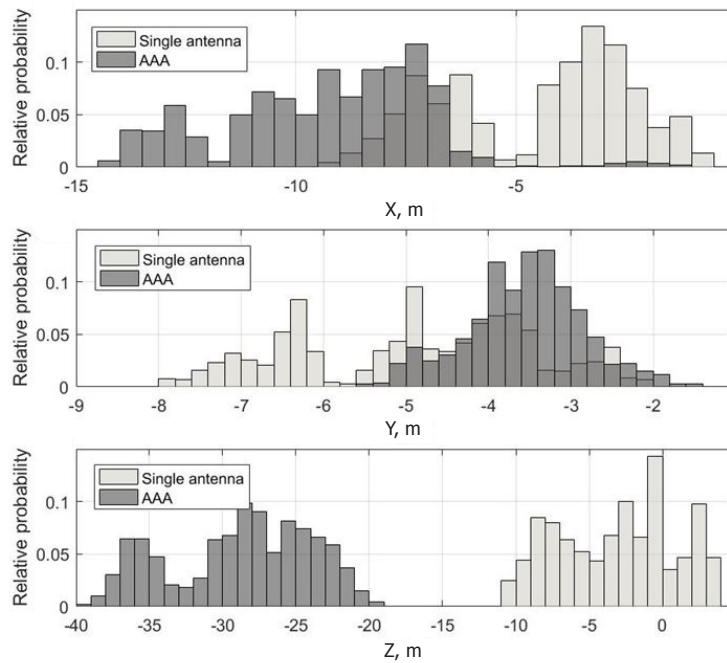 Relative probability
Single antenna
AAA
0.1
0.05
0
-15
-10
-5
X, m
Relative probability
Single antenna
AAA
0.1
0.05
0
-9
-8
-7
-6
-5
-4
-3
-2
Y, m
Relative probability
Single antenna
AAA
0.1
0.05
0
-40
-35
-30
-25
-20
-15
-10
-5
0
Z, m